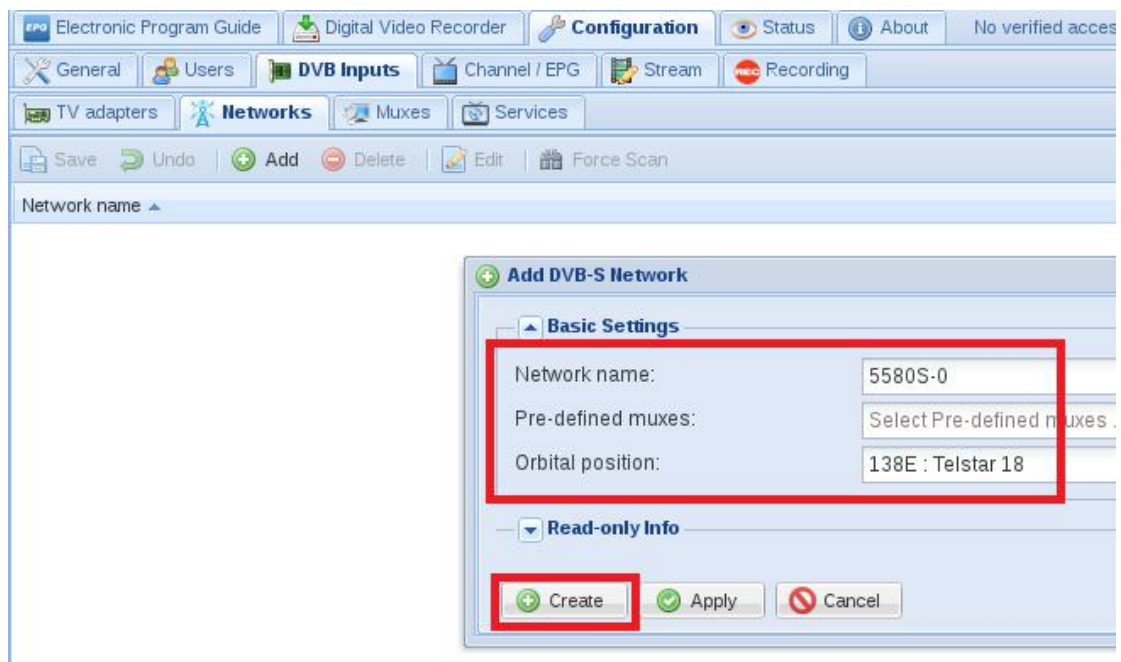 EPG Electronic Program Guide Digital Video Recorder Configuration Status About No verified acces
General Users DVB Inputs Channel / EPG Stream REC Recording
TV adapters Networks Muxes Services
Save Undo Add Delete Edit Force Scan
Network name
Add DVB-S Network
Basic Settings
Network name: 5580S-0
Pre-defined muxes: Select Pre-defined muxes .
Orbital position: 138E : Telstar 18
Read-only Info
Create Apply Cancel